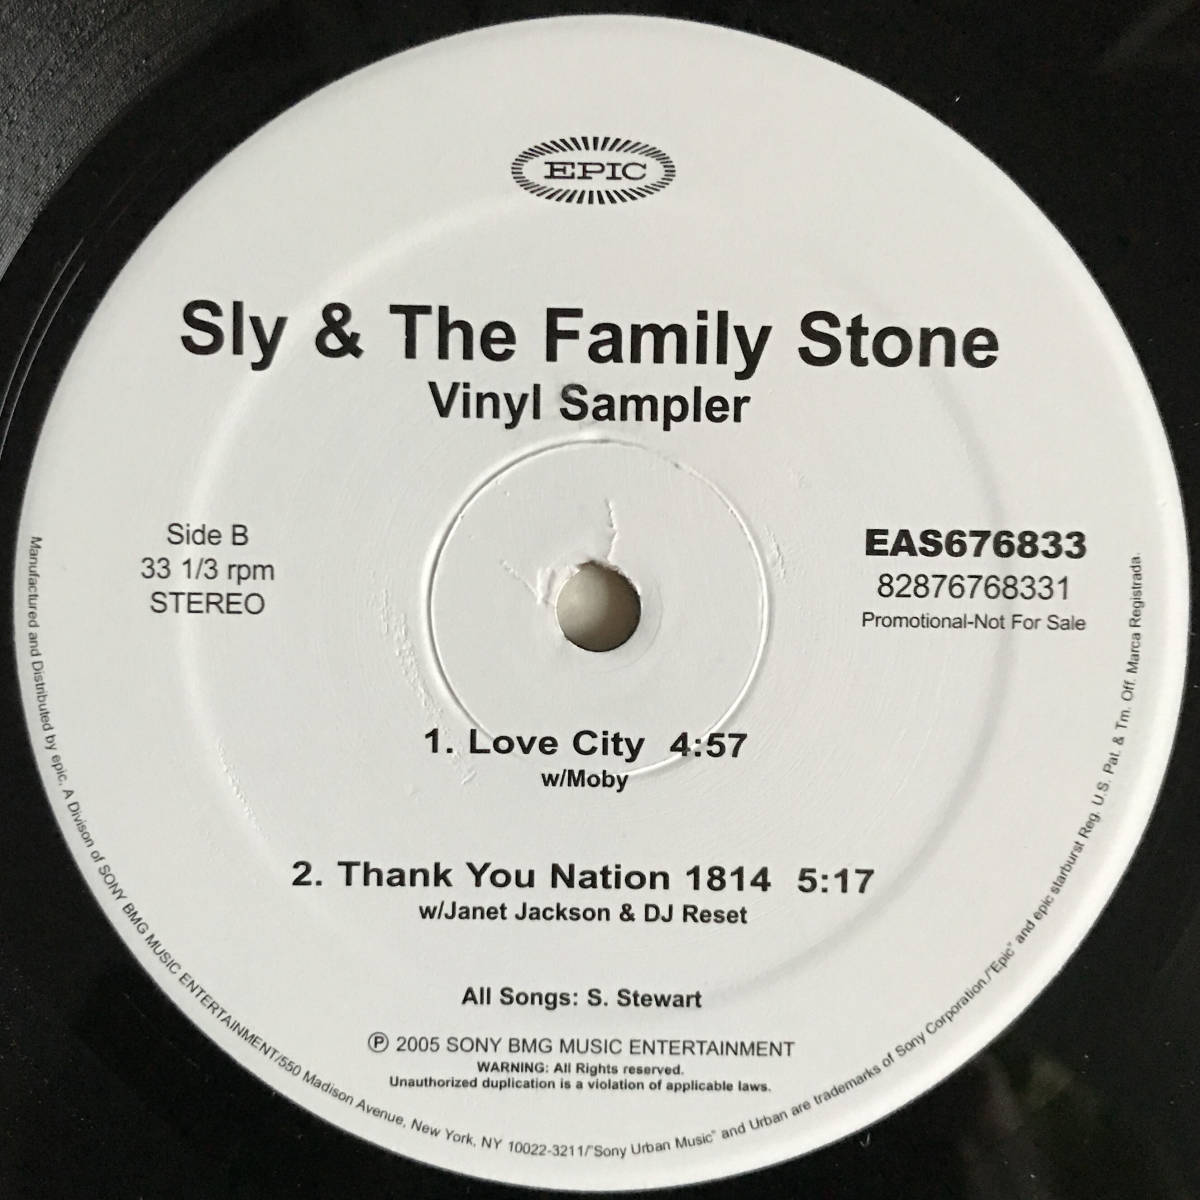 EPIC
Sly & The Family Stone
Vinyl Sampler
Side B
33 1/3 rpm
STEREO
EAS676833
82876768331
Promotional-Not For Sale
1. Love City 4:57
w/Moby
2. Thank You Nation 1814 5:17
w/Janet Jackson & DJ Reset
All Songs: S. Stewart
℗ 2005 SONY BMG MUSIC ENTERTAINMENT
WARNING: All Rights reserved.
Unauthorized duplication is a violation of applicable laws.
Manufactured and Distributed by epic, A Divison of SONY BMG MUSIC ENTERTAINMENT/550 Madison Avenue, New York, NY 10022-3211/"Sony Urban Music" and Urban are trademarks of Sony Corporation./"Epic" and epic starburst Reg. U.S. Pat. & Tm. Off. Marca Registrada.